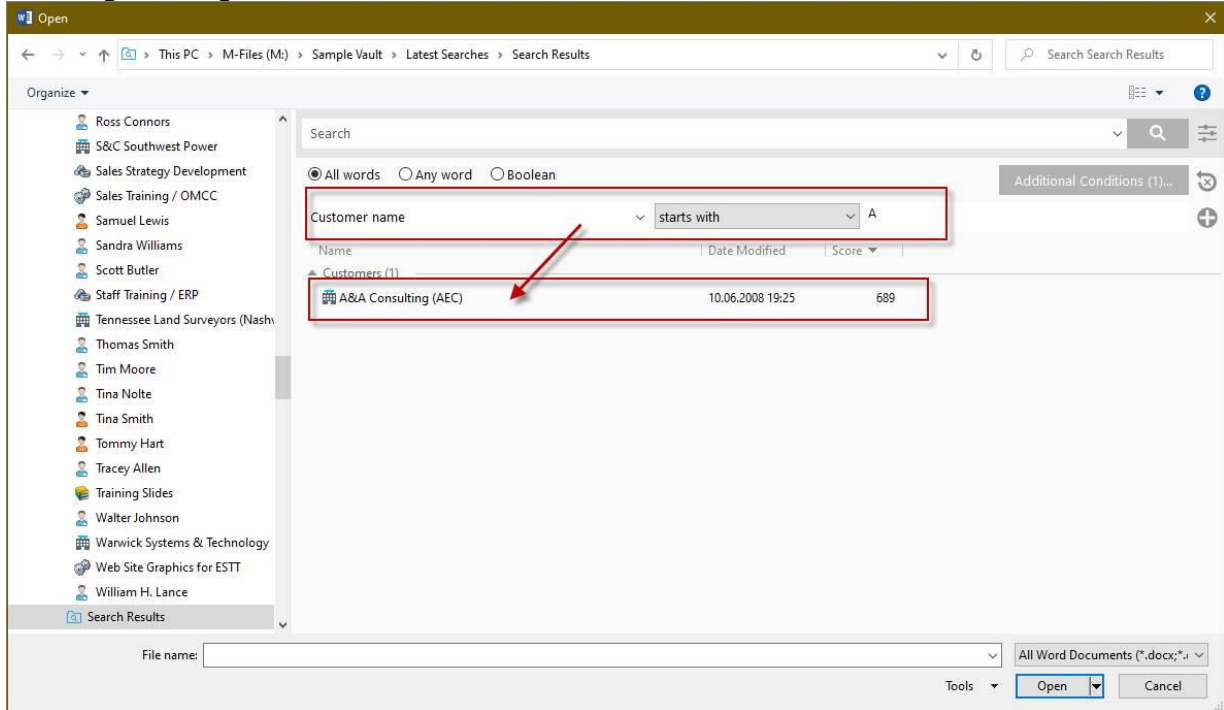 Open
This PC > M-Files (M:) > Sample Vault > Latest Searches > Search Results
Search Search Results
Organize
Ross Connors
S&C Southwest Power
Sales Strategy Development
Sales Training / OMCC
Samuel Lewis
Sandra Williams
Scott Butler
Staff Training / ERP
Tennessee Land Surveyors (Nashv
Thomas Smith
Tim Moore
Tina Nolte
Tina Smith
Tommy Hart
Tracey Allen
Training Slides
Walter Johnson
Warwick Systems & Technology
Web Site Graphics for ESTT
William H. Lance
Search Results
Search
All words Any word Boolean
Additional Conditions (1)...
Customer name starts with A
Name Date Modified Score
Customers (1)
A&A Consulting (AEC) 10.06.2008 19:25 689
File name:
All Word Documents (*.docx;*.
Tools Open Cancel